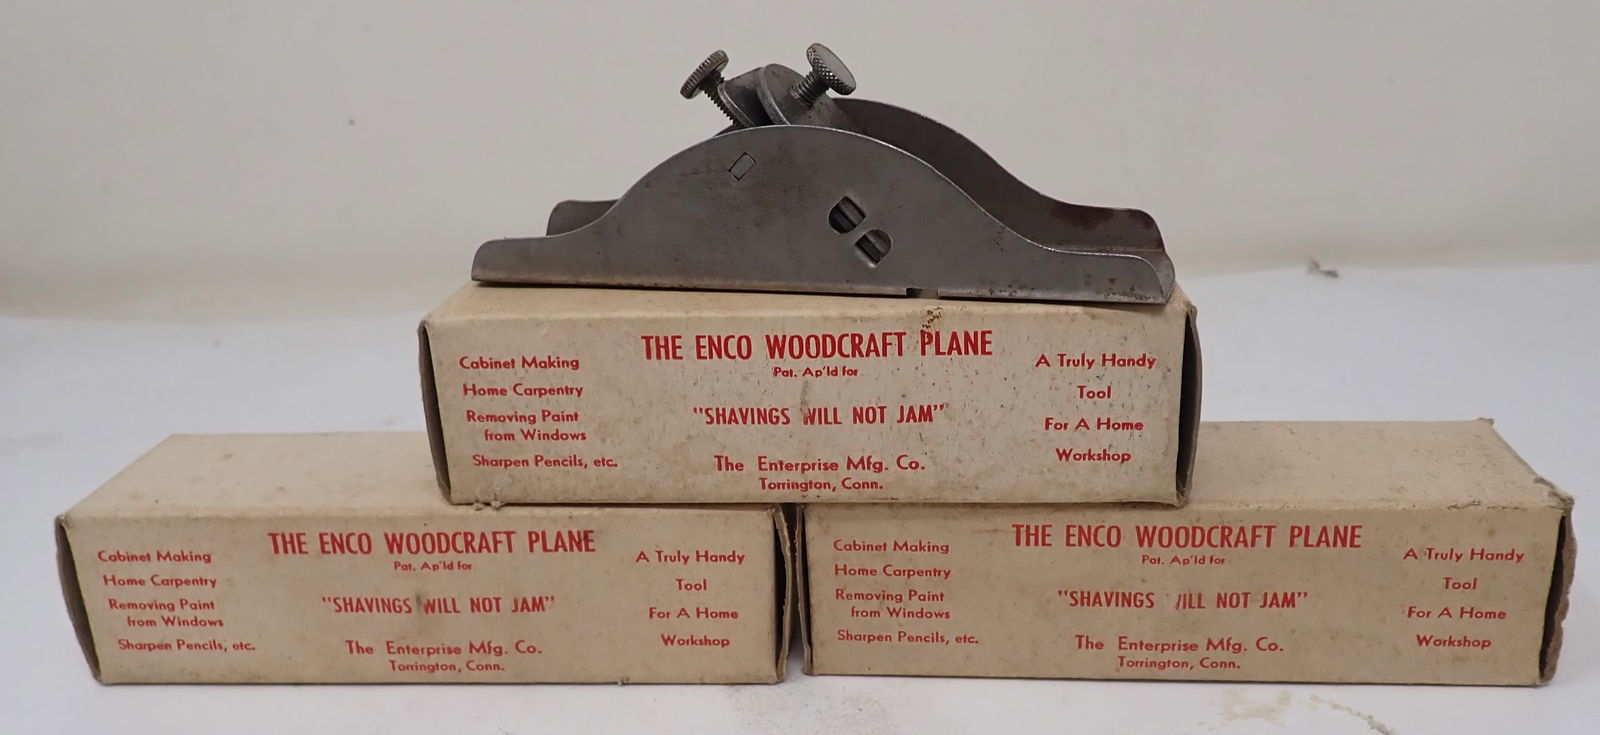 THE ENCO WOODCRAFT PLANE
Pat. Ap'ld for
Cabinet Making
Home Carpentry
Removing Paint
from Windows
Sharpen Pencils, etc.
"SHAVINGS WILL NOT JAM"
The Enterprise Mfg. Co.
Torrington, Conn.
A Truly Handy
Tool
For A Home
Workshop
THE ENCO WOODCRAFT PLANE
Pat. Ap'ld for
Cabinet Making
Home Carpentry
Removing Paint
from Windows
Sharpen Pencils, etc.
"SHAVINGS WILL NOT JAM"
The Enterprise Mfg. Co.
Torrington, Conn.
A Truly Handy
Tool
For A Home
Workshop
THE ENCO WOODCRAFT PLANE
Pat. Ap'ld for
Cabinet Making
Home Carpentry
Removing Paint
from Windows
Sharpen Pencils, etc.
"SHAVINGS WILL NOT JAM"
The Enterprise Mfg. Co.
Torrington, Conn.
A Truly Handy
Tool
For A Home
Workshop